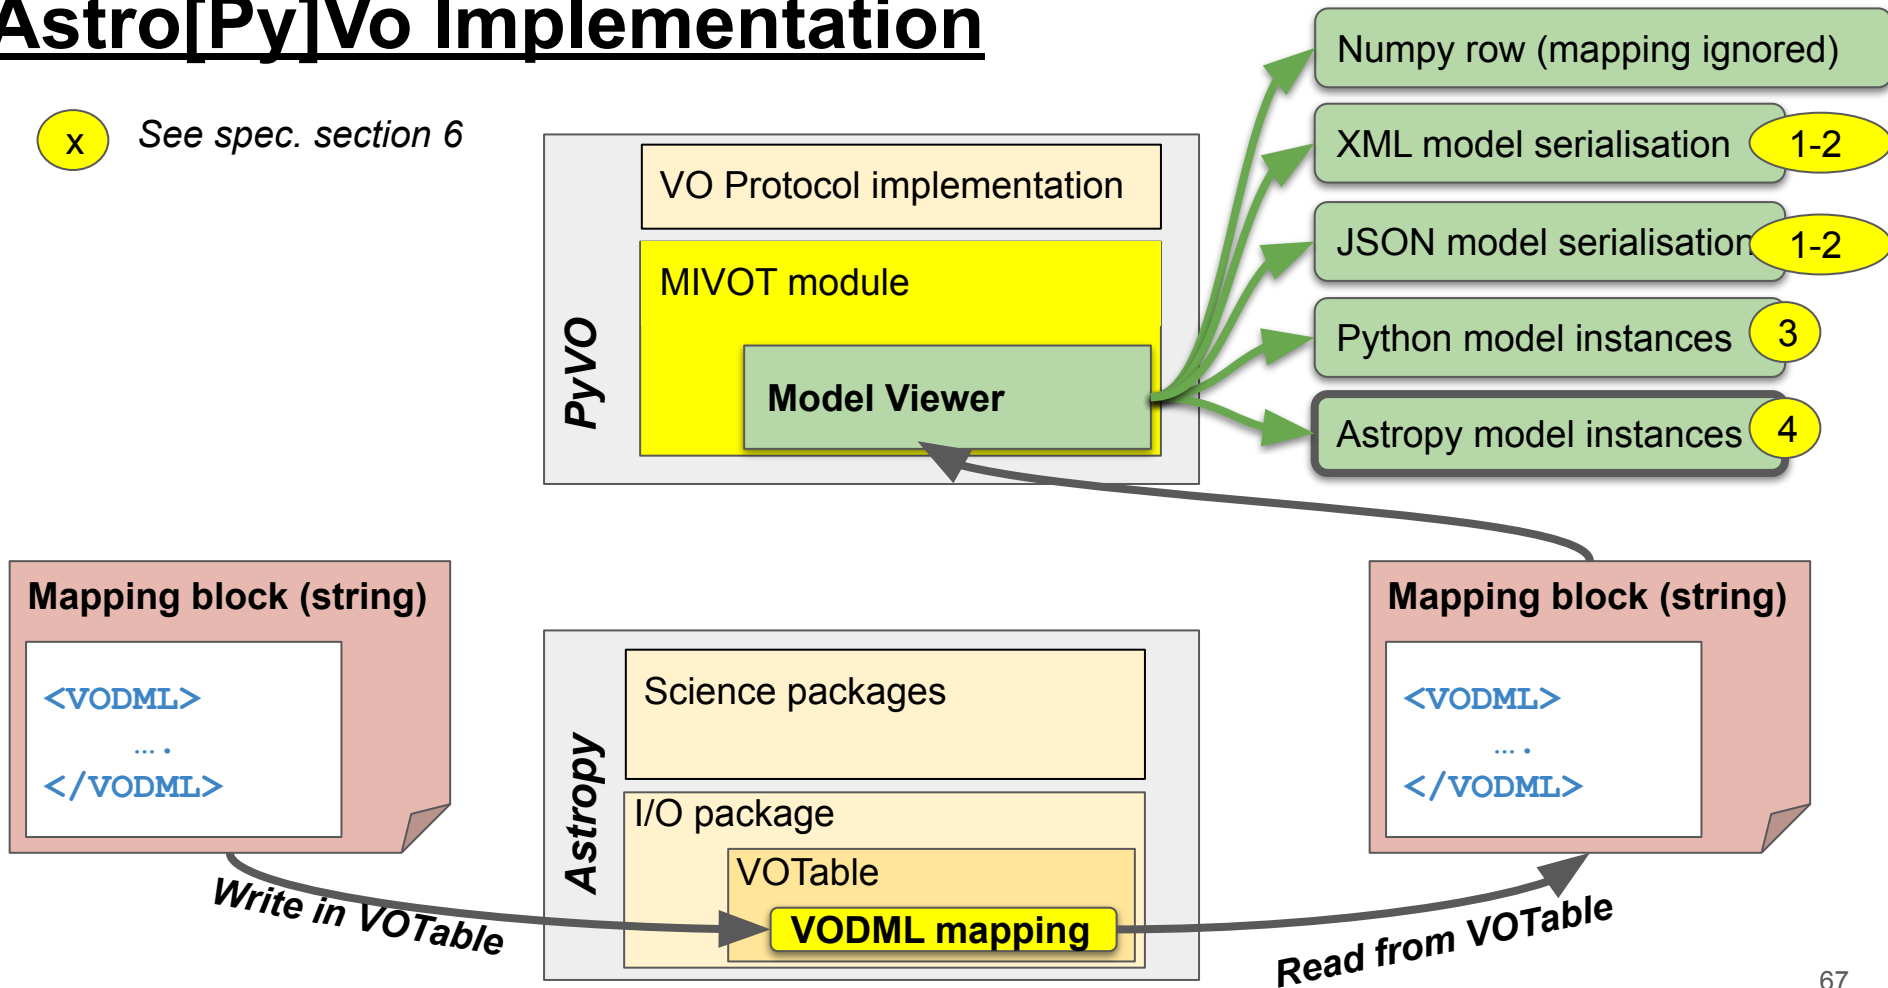 Astro[Py]Vo Implementation
x
See spec. section 6
Numpy row (mapping ignored)
XML model serialisation
1-2
JSON model serialisation
1-2
Python model instances
3
Astropy model instances
4
PyVO
VO Protocol implementation
MIVOT module
Model Viewer
Mapping block (string)
<VODML>
….
</VODML>
Write in VOTable
Astropy
Science packages
I/O package
VOTable
VODML mapping
Mapping block (string)
<VODML>
….
</VODML>
Read from VOTable
67